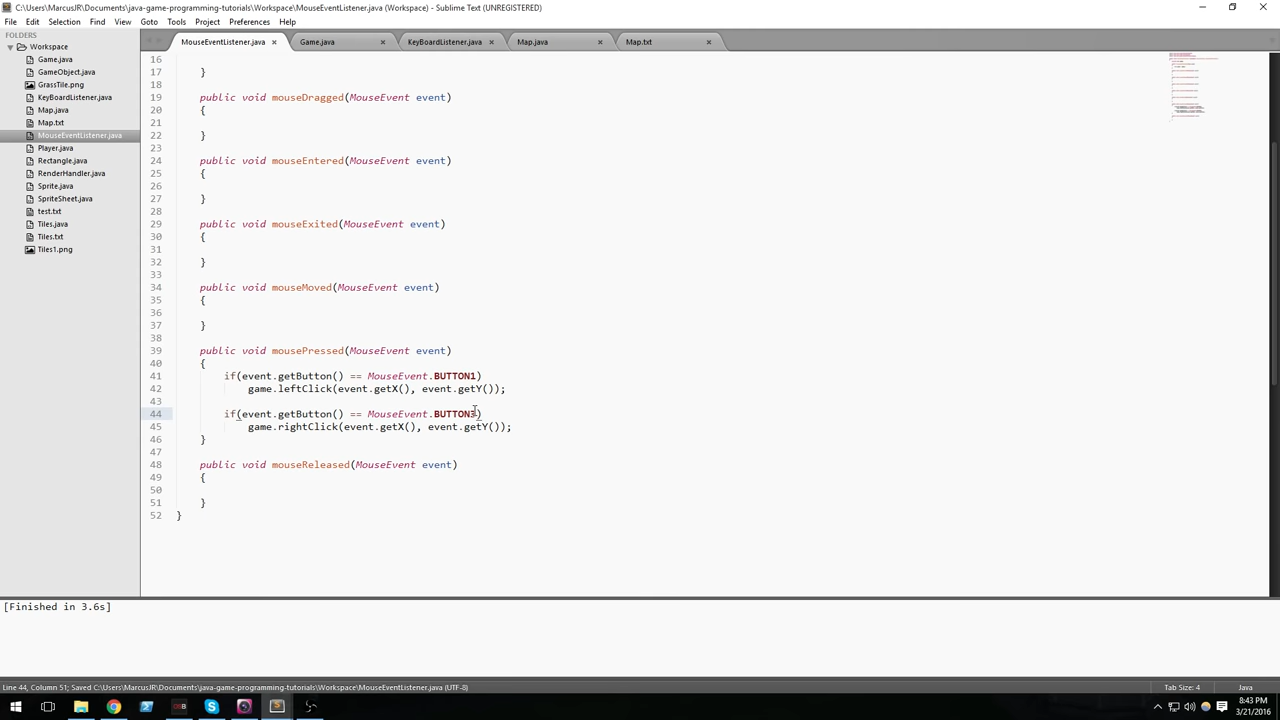 C:\Users\MarcusJR\Documents\java-game-programming-tutorials\Workspace\MouseEventListener.java (Workspace) - Sublime Text (UNREGISTERED)
File Edit Selection Find View Goto Tools Project Preferences Help
FOLDERS
Workspace
Game.java
GameObject.java
GrassTile.png
KeyBoardListener.java
Map.java
Map.txt
MouseEventListener.java
Player.java
Rectangle.java
RenderHandler.java
Sprite.java
SpriteSheet.java
test.txt
Tiles.java
Tiles.txt
Tiles1.png
MouseEventListener.java × Game.java × KeyBoardListener.java × Map.java × Map.txt ×
16
17 }
18
19 public void mouseDragged(MouseEvent event)
20 {
21
22 }
23
24 public void mouseEntered(MouseEvent event)
25 {
26
27 }
28
29 public void mouseExited(MouseEvent event)
30 {
31
32 }
33
34 public void mouseMoved(MouseEvent event)
35 {
36
37 }
38
39 public void mousePressed(MouseEvent event)
40 {
41 if(event.getButton() == MouseEvent.BUTTON1)
42 game.leftClick(event.getX(), event.getY());
43
44 if(event.getButton() == MouseEvent.BUTTON3)
45 game.rightClick(event.getX(), event.getY());
46 }
47
48 public void mouseReleased(MouseEvent event)
49 {
50
51 }
52 }
[Finished in 3.6s]
Line 44, Column 51; Saved C:\Users\MarcusJR\Documents\java-game-programming-tutorials\Workspace\MouseEventListener.java (UTF-8) Tab Size: 4 Java
8:43 PM
3/21/2016